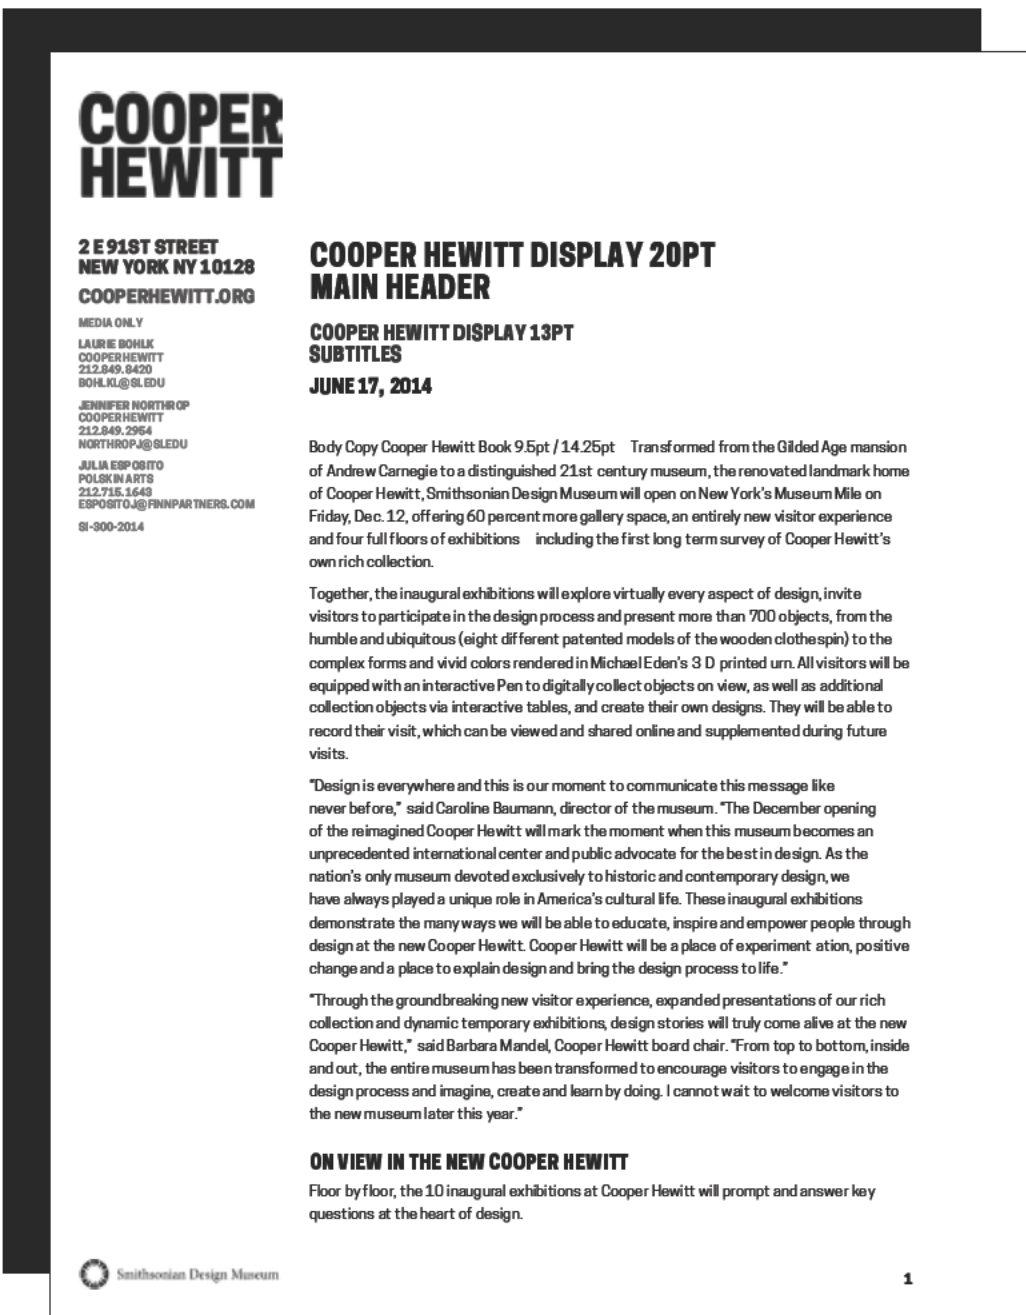 COOPER
HEWITT
2 E 91ST STREET
NEW YORK NY 10128
COOPERHEWITT.ORG
MEDIA ONLY
LAURIE BOHLK
COOPER HEWITT
212.849.8420
BOHLKL@SI.EDU
JENNIFER NORTHROP
COOPER HEWITT
212.849.2954
NORTHROPJ@SI.EDU
JULIA ESPOSITO
POLSKIN ARTS
212.715.1643
ESPOSITOJ@FINNPARTNERS.COM
SI-300-2014
COOPER HEWITT DISPLAY 20PT
MAIN HEADER
COOPER HEWITT DISPLAY 13PT
SUBTITLES
JUNE 17, 2014
Body Copy Cooper Hewitt Book 9.5pt / 14.25pt Transformed from the Gilded Age mansion
of Andrew Carnegie to a distinguished 21st century museum, the renovated landmark home
of Cooper Hewitt, Smithsonian Design Museum will open on New York's Museum Mile on
Friday, Dec. 12, offering 60 percent more gallery space, an entirely new visitor experience
and four full floors of exhibitions including the first long term survey of Cooper Hewitt's
own rich collection.
Together, the inaugural exhibitions will explore virtually every aspect of design, invite
visitors to participate in the design process and present more than 700 objects, from the
humble and ubiquitous (eight different patented models of the wooden clothespin) to the
complex forms and vivid colors rendered in Michael Eden's 3 D printed urn. All visitors will be
equipped with an interactive Pen to digitally collect objects on view, as well as additional
collection objects via interactive tables, and create their own designs. They will be able to
record their visit, which can be viewed and shared online and supplemented during future
visits.
"Design is everywhere and this is our moment to communicate this message like
never before," said Caroline Baumann, director of the museum. "The December opening
of the reimagined Cooper Hewitt will mark the moment when this museum becomes an
unprecedented international center and public advocate for the best in design. As the
nation's only museum devoted exclusively to historic and contemporary design, we
have always played a unique role in America's cultural life. These inaugural exhibitions
demonstrate the many ways we will be able to educate, inspire and empower people through
design at the new Cooper Hewitt. Cooper Hewitt will be a place of experiment ation, positive
change and a place to explain design and bring the design process to life."
"Through the groundbreaking new visitor experience, expanded presentations of our rich
collection and dynamic temporary exhibitions, design stories will truly come alive at the new
Cooper Hewitt," said Barbara Mandel, Cooper Hewitt board chair. "From top to bottom, inside
and out, the entire museum has been transformed to encourage visitors to engage in the
design process and imagine, create and learn by doing. I cannot wait to welcome visitors to
the new museum later this year."
ON VIEW IN THE NEW COOPER HEWITT
Floor by floor, the 10 inaugural exhibitions at Cooper Hewitt will prompt and answer key
questions at the heart of design.
Smithsonian Design Museum
1